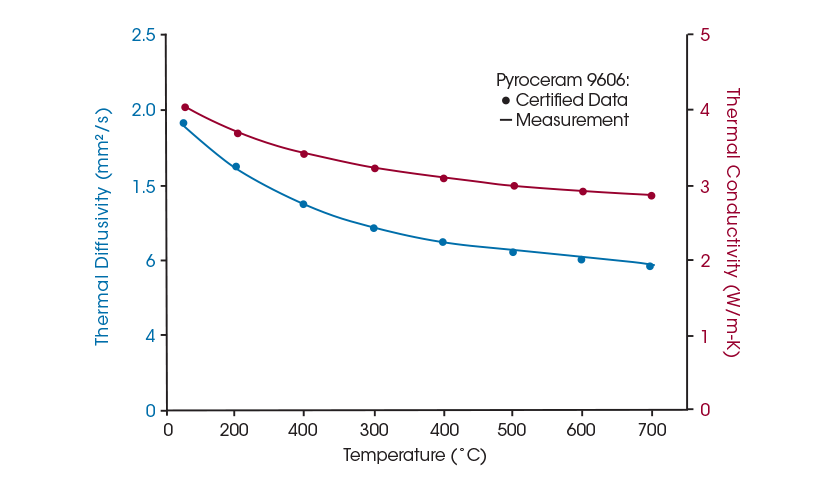 2.5
2.0
1.5
6
4
0
Thermal Diffusivity (mm²/s)
5
4
3
2
1
0
Thermal Conductivity (W/m-K)
Pyroceram 9606:
● Certified Data
— Measurement
0 200 400 300 400 500 600 700
Temperature (˚C)